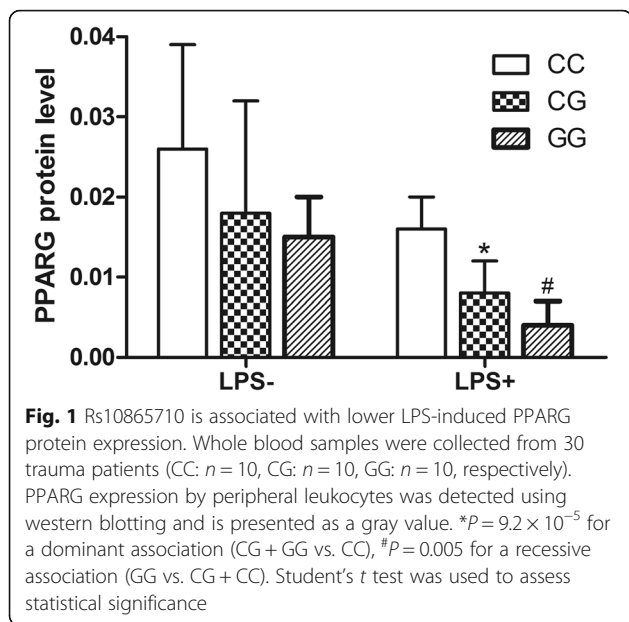 0.04
0.03
0.02
0.01
0.00
PPARG protein level
CC
CG
GG
*
#
LPS-
LPS+
Fig. 1 Rs10865710 is associated with lower LPS-induced PPARG
protein expression. Whole blood samples were collected from 30
trauma patients (CC: n = 10, CG: n = 10, GG: n = 10, respectively).
PPARG expression by peripheral leukocytes was detected using
western blotting and is presented as a gray value. *P = 9.2 × 10⁻⁵ for
a dominant association (CG + GG vs. CC), #P = 0.005 for a recessive
association (GG vs. CG + CC). Student’s t test was used to assess
statistical significance